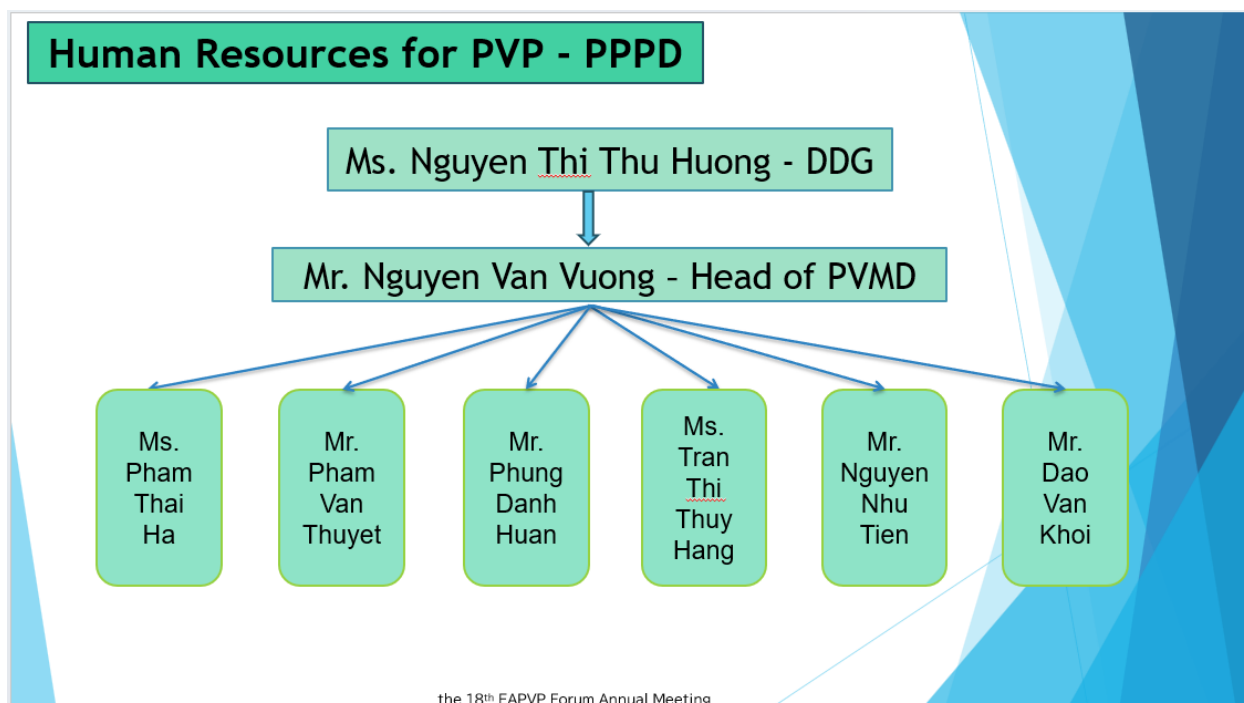 Human Resources for PVP - PPPD
Ms. Nguyen Thi Thu Huong - DDG
Mr. Nguyen Van Vuong – Head of PVMD
Ms.
Pham
Thai
Ha
Mr.
Pham
Van
Thuyet
Mr.
Phung
Danh
Huan
Ms.
Tran
Thi
Thuy
Hang
Mr.
Nguyen
Nhu
Tien
Mr.
Dao
Van
Khoi
the 18th EAPVP Forum Annual Meeting